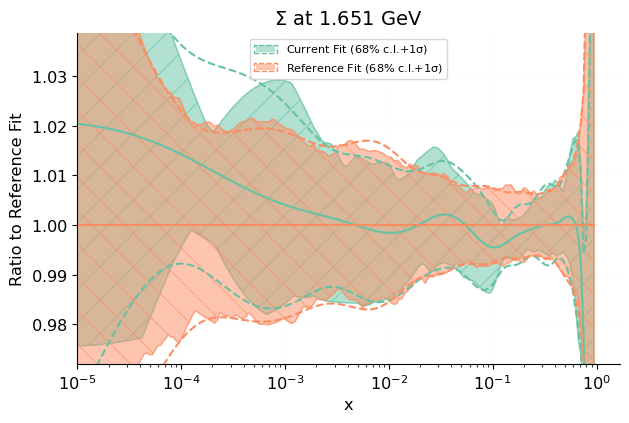 Σ at 1.651 GeV
Current Fit (68% c.l.+1σ)
Reference Fit (68% c.l.+1σ)
Ratio to Reference Fit
1.03
1.02
1.01
1.00
0.99
0.98
10⁻⁵ 10⁻⁴ 10⁻³ 10⁻² 10⁻¹ 10⁰
x